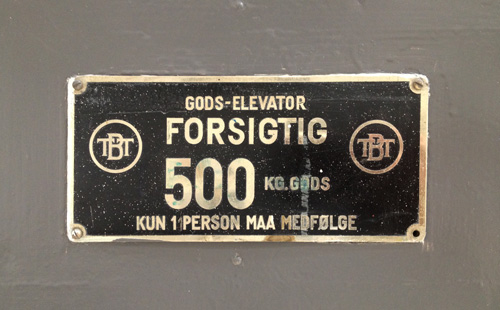 GODS-ELEVATOR
FORSIGTIG
TBT
500 KG. GODS
TBT
KUN 1 PERSON MAA MEDFØLGE